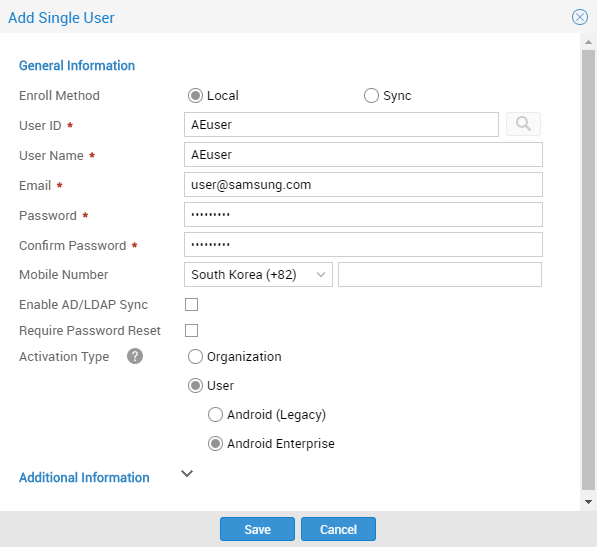 Add Single User
General Information
Enroll Method Local Sync
User ID * AEuser
User Name * AEuser
Email * user@samsung.com
Password * •••••••••
Confirm Password * •••••••••
Mobile Number South Korea (+82)
Enable AD/LDAP Sync
Require Password Reset
Activation Type ? Organization
User
Android (Legacy)
Android Enterprise
Additional Information
Save Cancel